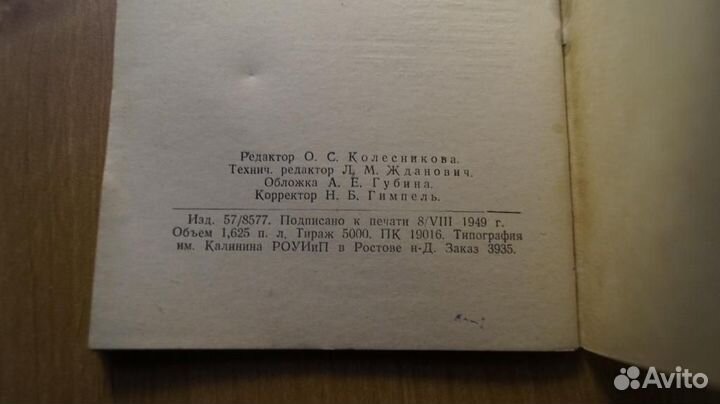 Редактор О. С. Колесникова.
Технич. редактор Л. М. Жданович.
Обложка А. Е. Губина.
Корректор Н. Б. Гимпель.
Изд. 57/8577. Подписано к печати 8/VIII 1949 г.
Объем 1,625 п. л. Тираж 5000. ПК 19016. Типография
им. Калинина РОУИиП в Ростове н-Д. Заказ 3935.
Avito